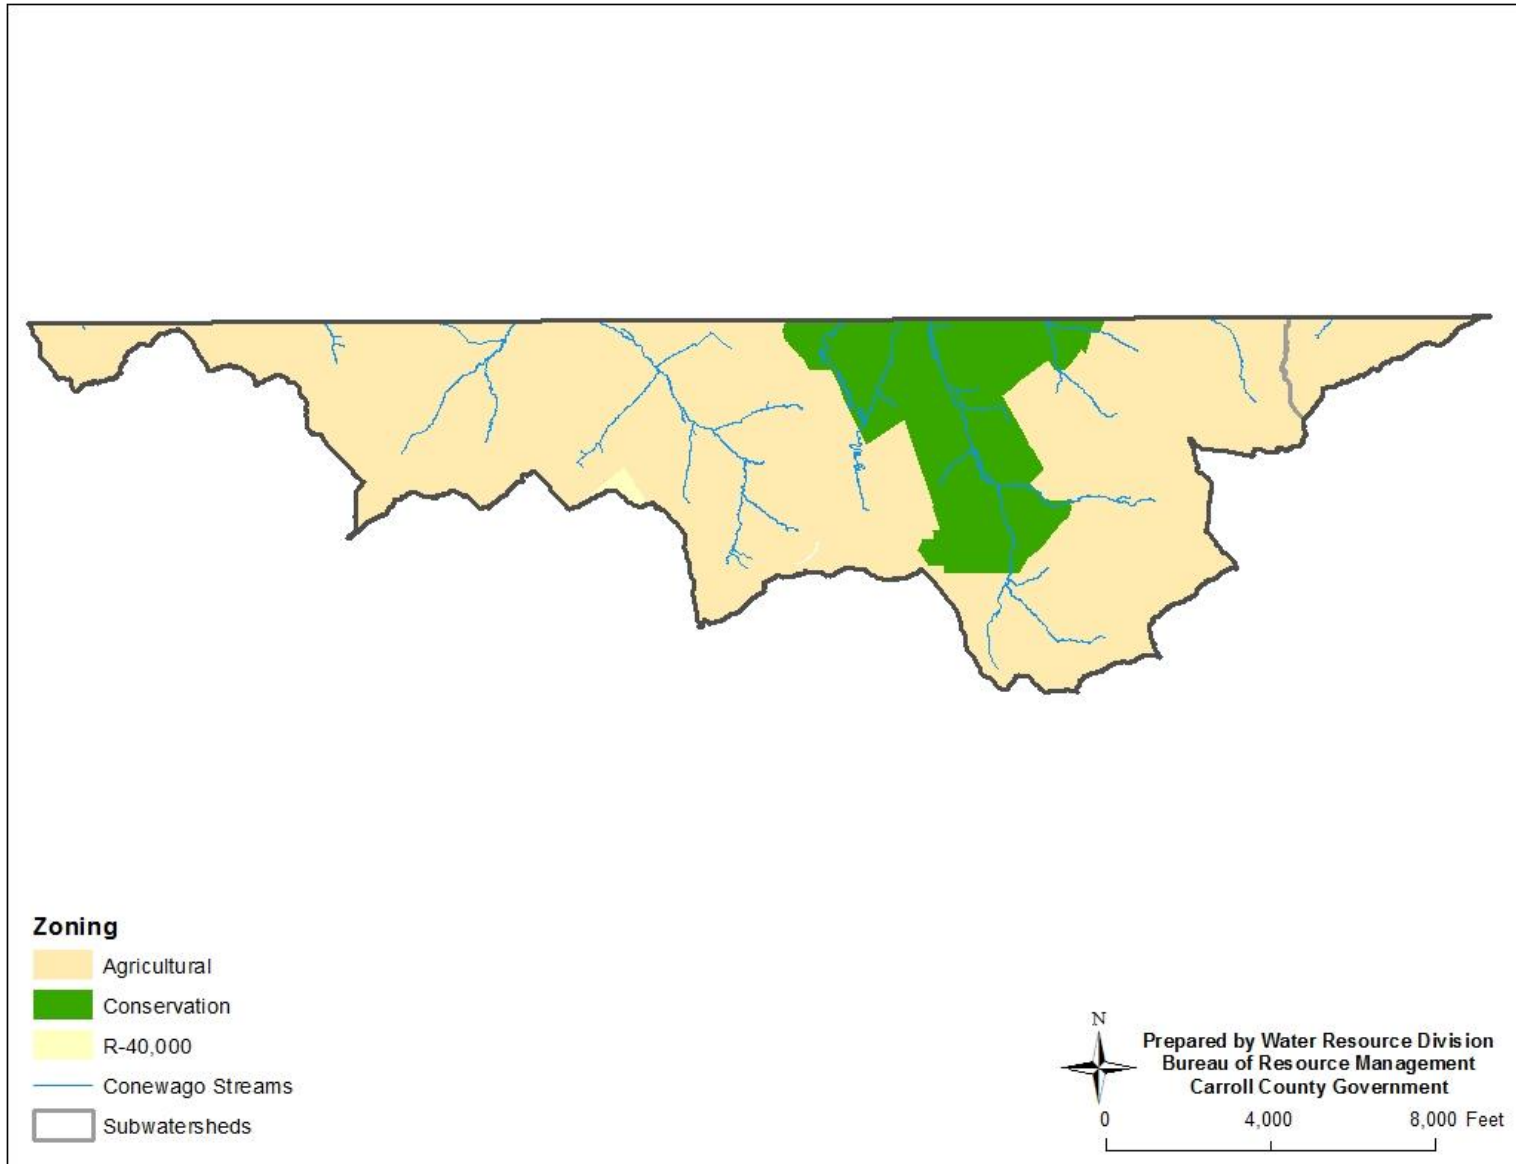 Zoning
Agricultural
Conservation
R-40,000
Conewago Streams
Subwatersheds
N
Prepared by Water Resource Division
Bureau of Resource Management
Carroll County Government
0 4,000 8,000 Feet